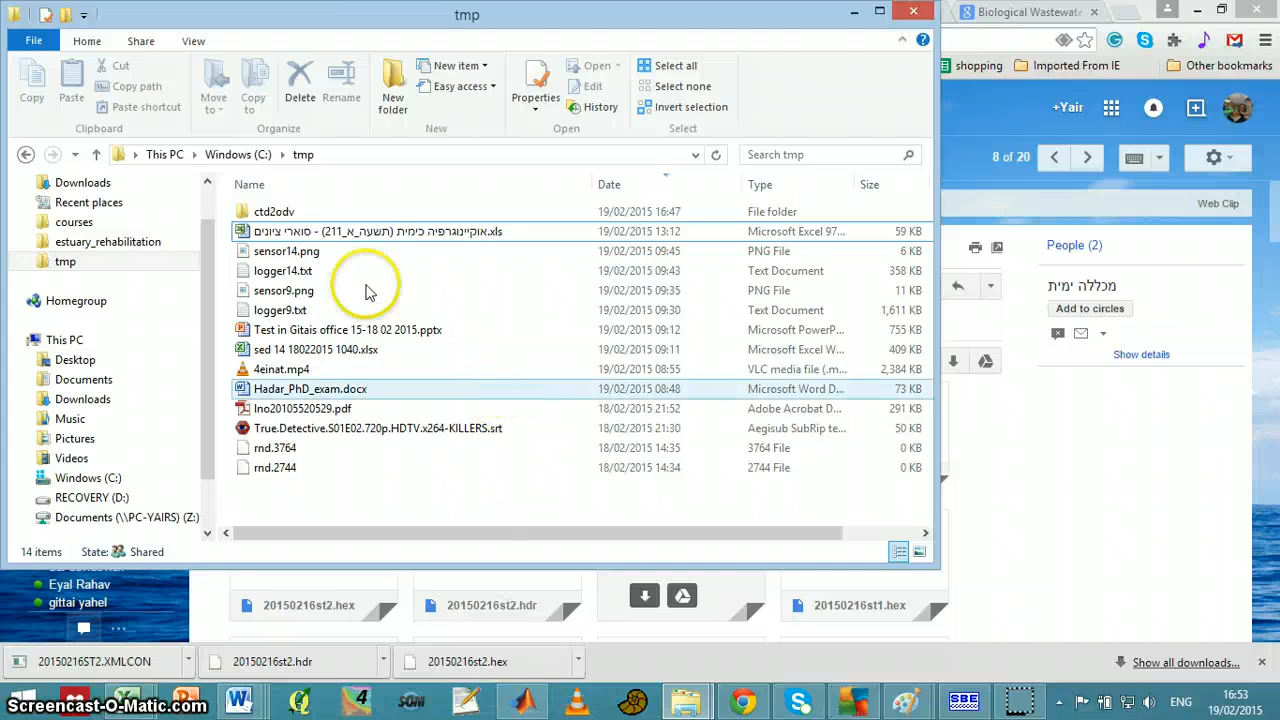 tmp
Biological Wastewate
File
Home
Share
View
Copy
Paste
Cut
Copy path
Paste shortcut
Clipboard
Move to
Copy to
Delete
Rename
Organize
New folder
New item
Easy access
New
Properties
Open
Edit
History
Open
Select all
Select none
Invert selection
Select
shopping
Imported From IE
Other bookmarks
+Yair
This PC
Windows (C:)
tmp
Search tmp
8 of 20
Web Clip
Downloads
Recent places
courses
estuary_rehabilitation
tmp
Homegroup
This PC
Desktop
Documents
Downloads
Music
Pictures
Videos
Windows (C:)
RECOVERY (D:)
Documents (\\PC-YAIRS) (Z:)
Name Date Type Size
ctd2odv 19/02/2015 16:47 File folder
אוקיינוגרפיה כימית (תשעה_א_211) - סוארי ציונים.xls 19/02/2015 13:12 Microsoft Excel 97... 59 KB
sensor14.png 19/02/2015 09:45 PNG File 6 KB
logger14.txt 19/02/2015 09:43 Text Document 358 KB
sensor9.png 19/02/2015 09:35 PNG File 11 KB
logger9.txt 19/02/2015 09:30 Text Document 1,611 KB
Test in Gitais office 15-18 02 2015.pptx 19/02/2015 09:12 Microsoft PowerP... 755 KB
sed 14 18022015 1040.xlsx 19/02/2015 09:11 Microsoft Excel W... 409 KB
4einat.mp4 19/02/2015 08:55 VLC media file (.m... 2,384 KB
Hadar_PhD_exam.docx 19/02/2015 08:48 Microsoft Word D... 73 KB
lno20105520529.pdf 18/02/2015 21:52 Adobe Acrobat D... 291 KB
True.Detective.S01E02.720p.HDTV.x264-KILLERS.srt 18/02/2015 21:30 Aegisub SubRip te... 50 KB
rnd.3764 18/02/2015 14:35 3764 File 0 KB
rnd.2744 18/02/2015 14:34 2744 File 0 KB
People (2)
מכללה ימית
Add to circles
Show details
14 items State: Shared
Eyal Rahav
gittai yahel
20150216st2.hex
20150216st2.hdr
20150216st1.hex
20150216ST2.XMLCON
20150216st2.hdr
20150216st2.hex
Show all downloads...
Screencast-O-Matic.com
SQM
SBE
ENG
16:53
19/02/2015